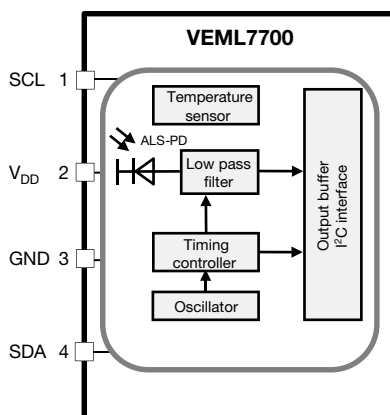 VEML7700
SCL 1
Temperature
sensor
ALS-PD
V_DD 2
Low pass
filter
Output buffer
I²C interface
GND 3
Timing
controller
Oscillator
SDA 4